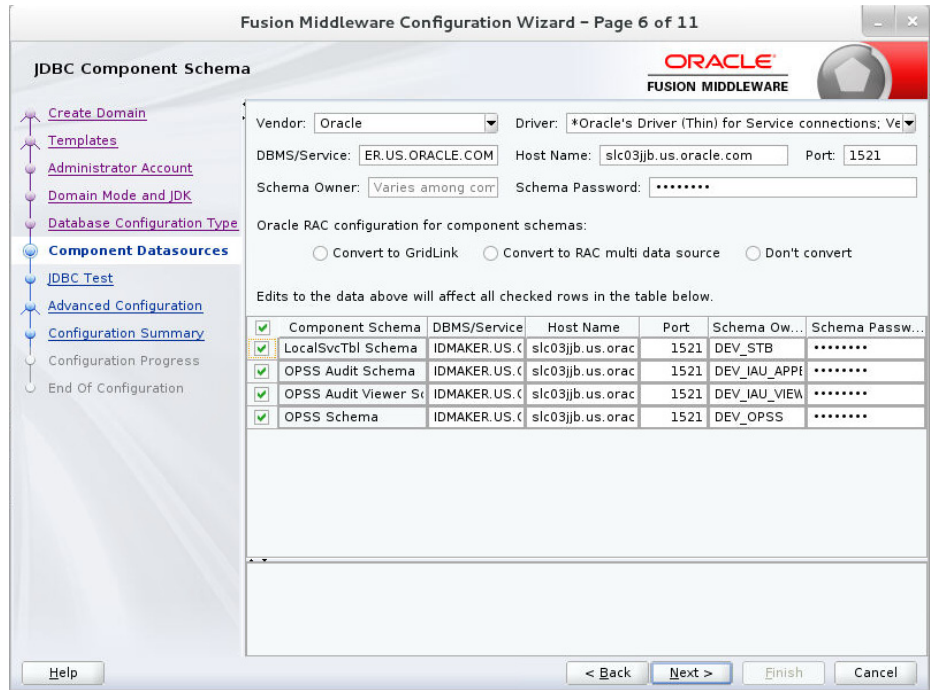 Fusion Middleware Configuration Wizard – Page 6 of 11
JDBC Component Schema
ORACLE
FUSION MIDDLEWARE
Create Domain
Templates
Administrator Account
Domain Mode and JDK
Database Configuration Type
Component Datasources
JDBC Test
Advanced Configuration
Configuration Summary
Configuration Progress
End Of Configuration
Vendor: Oracle Driver: *Oracle's Driver (Thin) for Service connections; Ve
DBMS/Service: ER.US.ORACLE.COM Host Name: slc03jjb.us.oracle.com Port: 1521
Schema Owner: Varies among com Schema Password: ••••••••
Oracle RAC configuration for component schemas:
Convert to GridLink Convert to RAC multi data source Don't convert
Edits to the data above will affect all checked rows in the table below.
Component Schema DBMS/Service Host Name Port Schema Ow... Schema Passw...
LocalSvcTbl Schema IDMAKER.US.( slc03jjb.us.orac 1521 DEV_STB ••••••••
OPSS Audit Schema IDMAKER.US.( slc03jjb.us.orac 1521 DEV_IAU_APPE ••••••••
OPSS Audit Viewer Sc IDMAKER.US.( slc03jjb.us.orac 1521 DEV_IAU_VIEW ••••••••
OPSS Schema IDMAKER.US.( slc03jjb.us.orac 1521 DEV_OPSS ••••••••
Help < Back Next > Finish Cancel